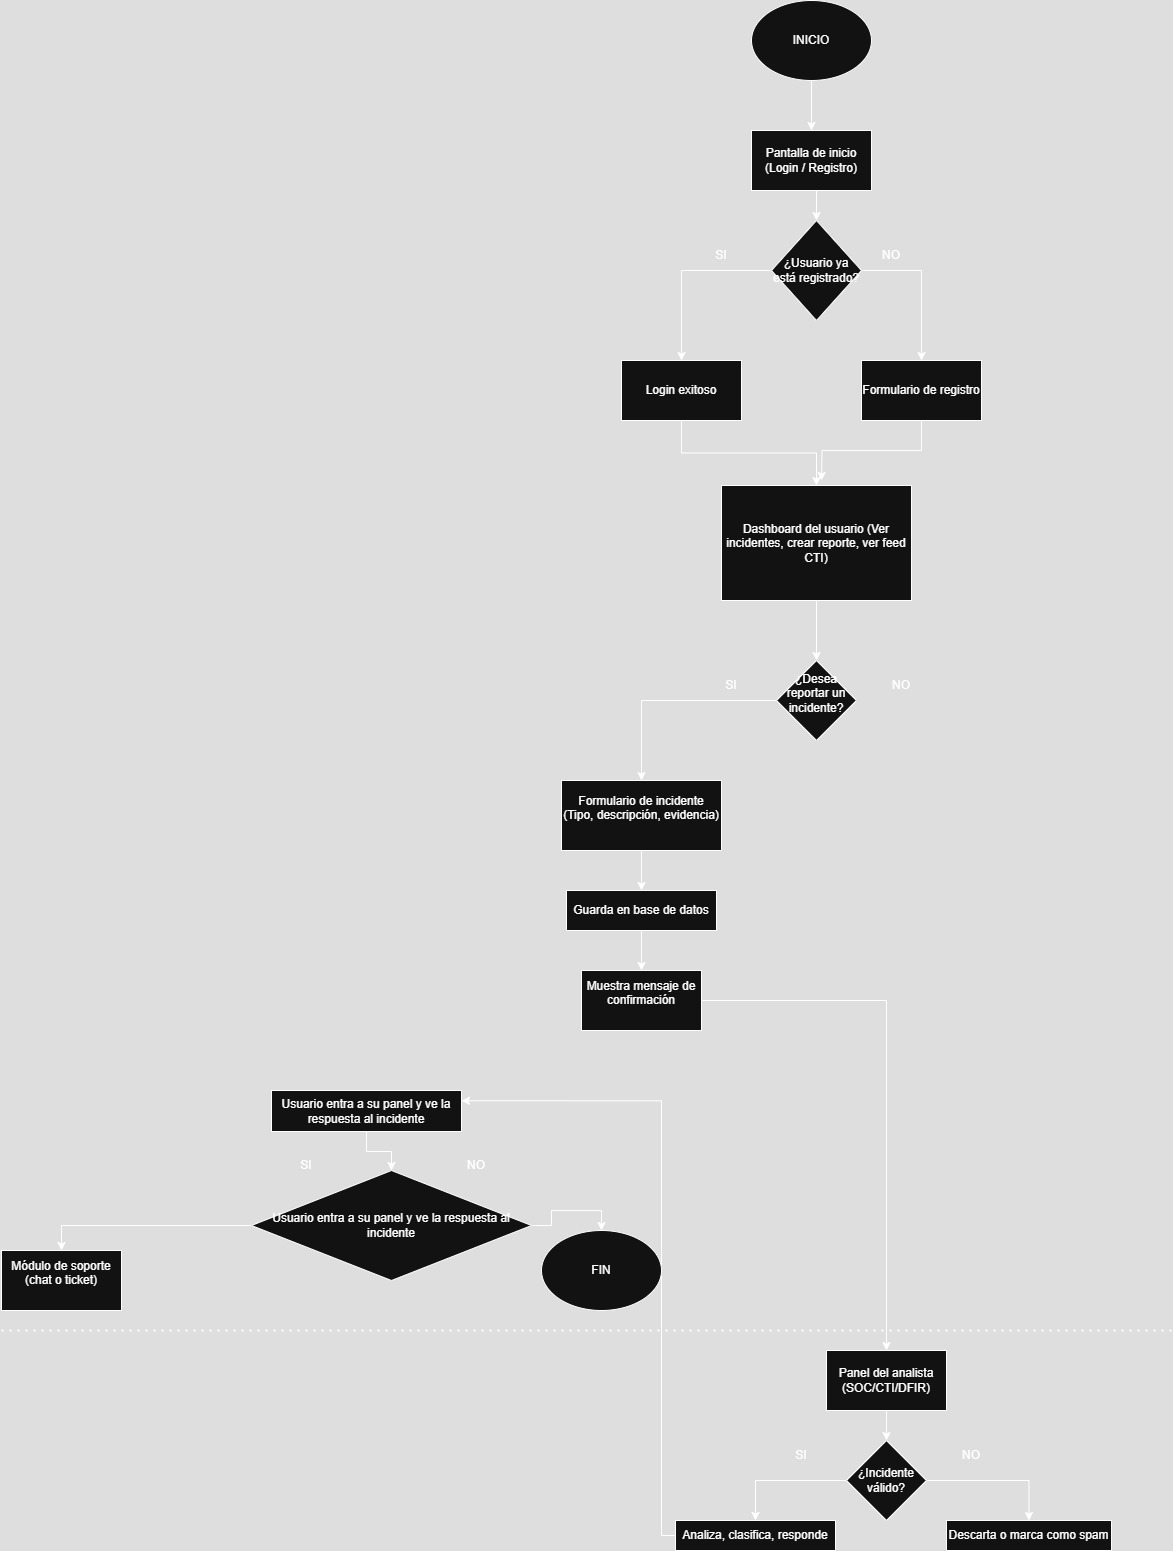 INICIO
Pantalla de inicio
(Login / Registro)
SI
NO
¿Usuario ya
está registrado?
Login exitoso
Formulario de registro
Dashboard del usuario (Ver
incidentes, crear reporte, ver feed
CTI)
SI
NO
¿Desea
reportar un
incidente?
Formulario de incidente
(Tipo, descripción, evidencia)
Guarda en base de datos
Muestra mensaje de
confirmación
Usuario entra a su panel y ve la
respuesta al incidente
SI
NO
Usuario entra a su panel y ve la respuesta al
incidente
Módulo de soporte
(chat o ticket)
FIN
Panel del analista
(SOC/CTI/DFIR)
SI
NO
¿Incidente
válido?
Analiza, clasifica, responde
Descarta o marca como spam